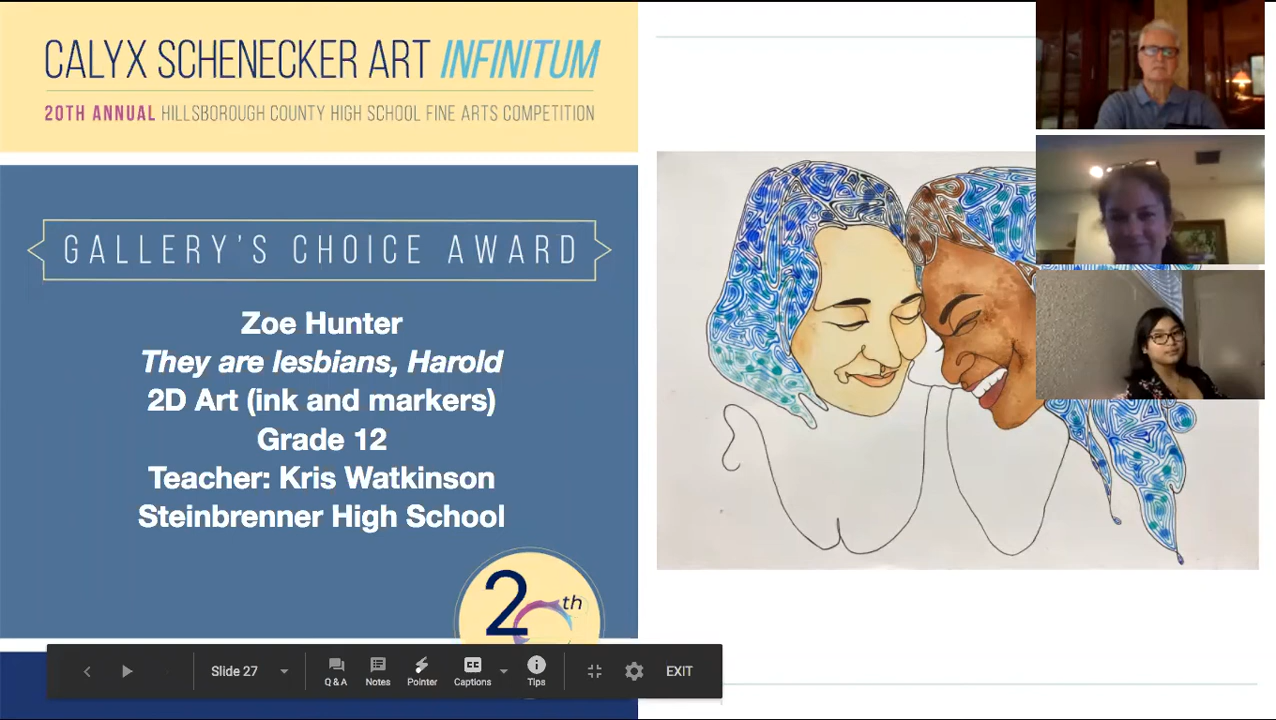 CALYX SCHENECKER ART INFINITUM
20TH ANNUAL HILLSBOROUGH COUNTY HIGH SCHOOL FINE ARTS COMPETITION
GALLERY'S CHOICE AWARD
Zoe Hunter
They are lesbians, Harold
2D Art (ink and markers)
Grade 12
Teacher: Kris Watkinson
Steinbrenner High School
20th
Slide 27
Q & A
Notes
Pointer
CC
Captions
Tips
EXIT